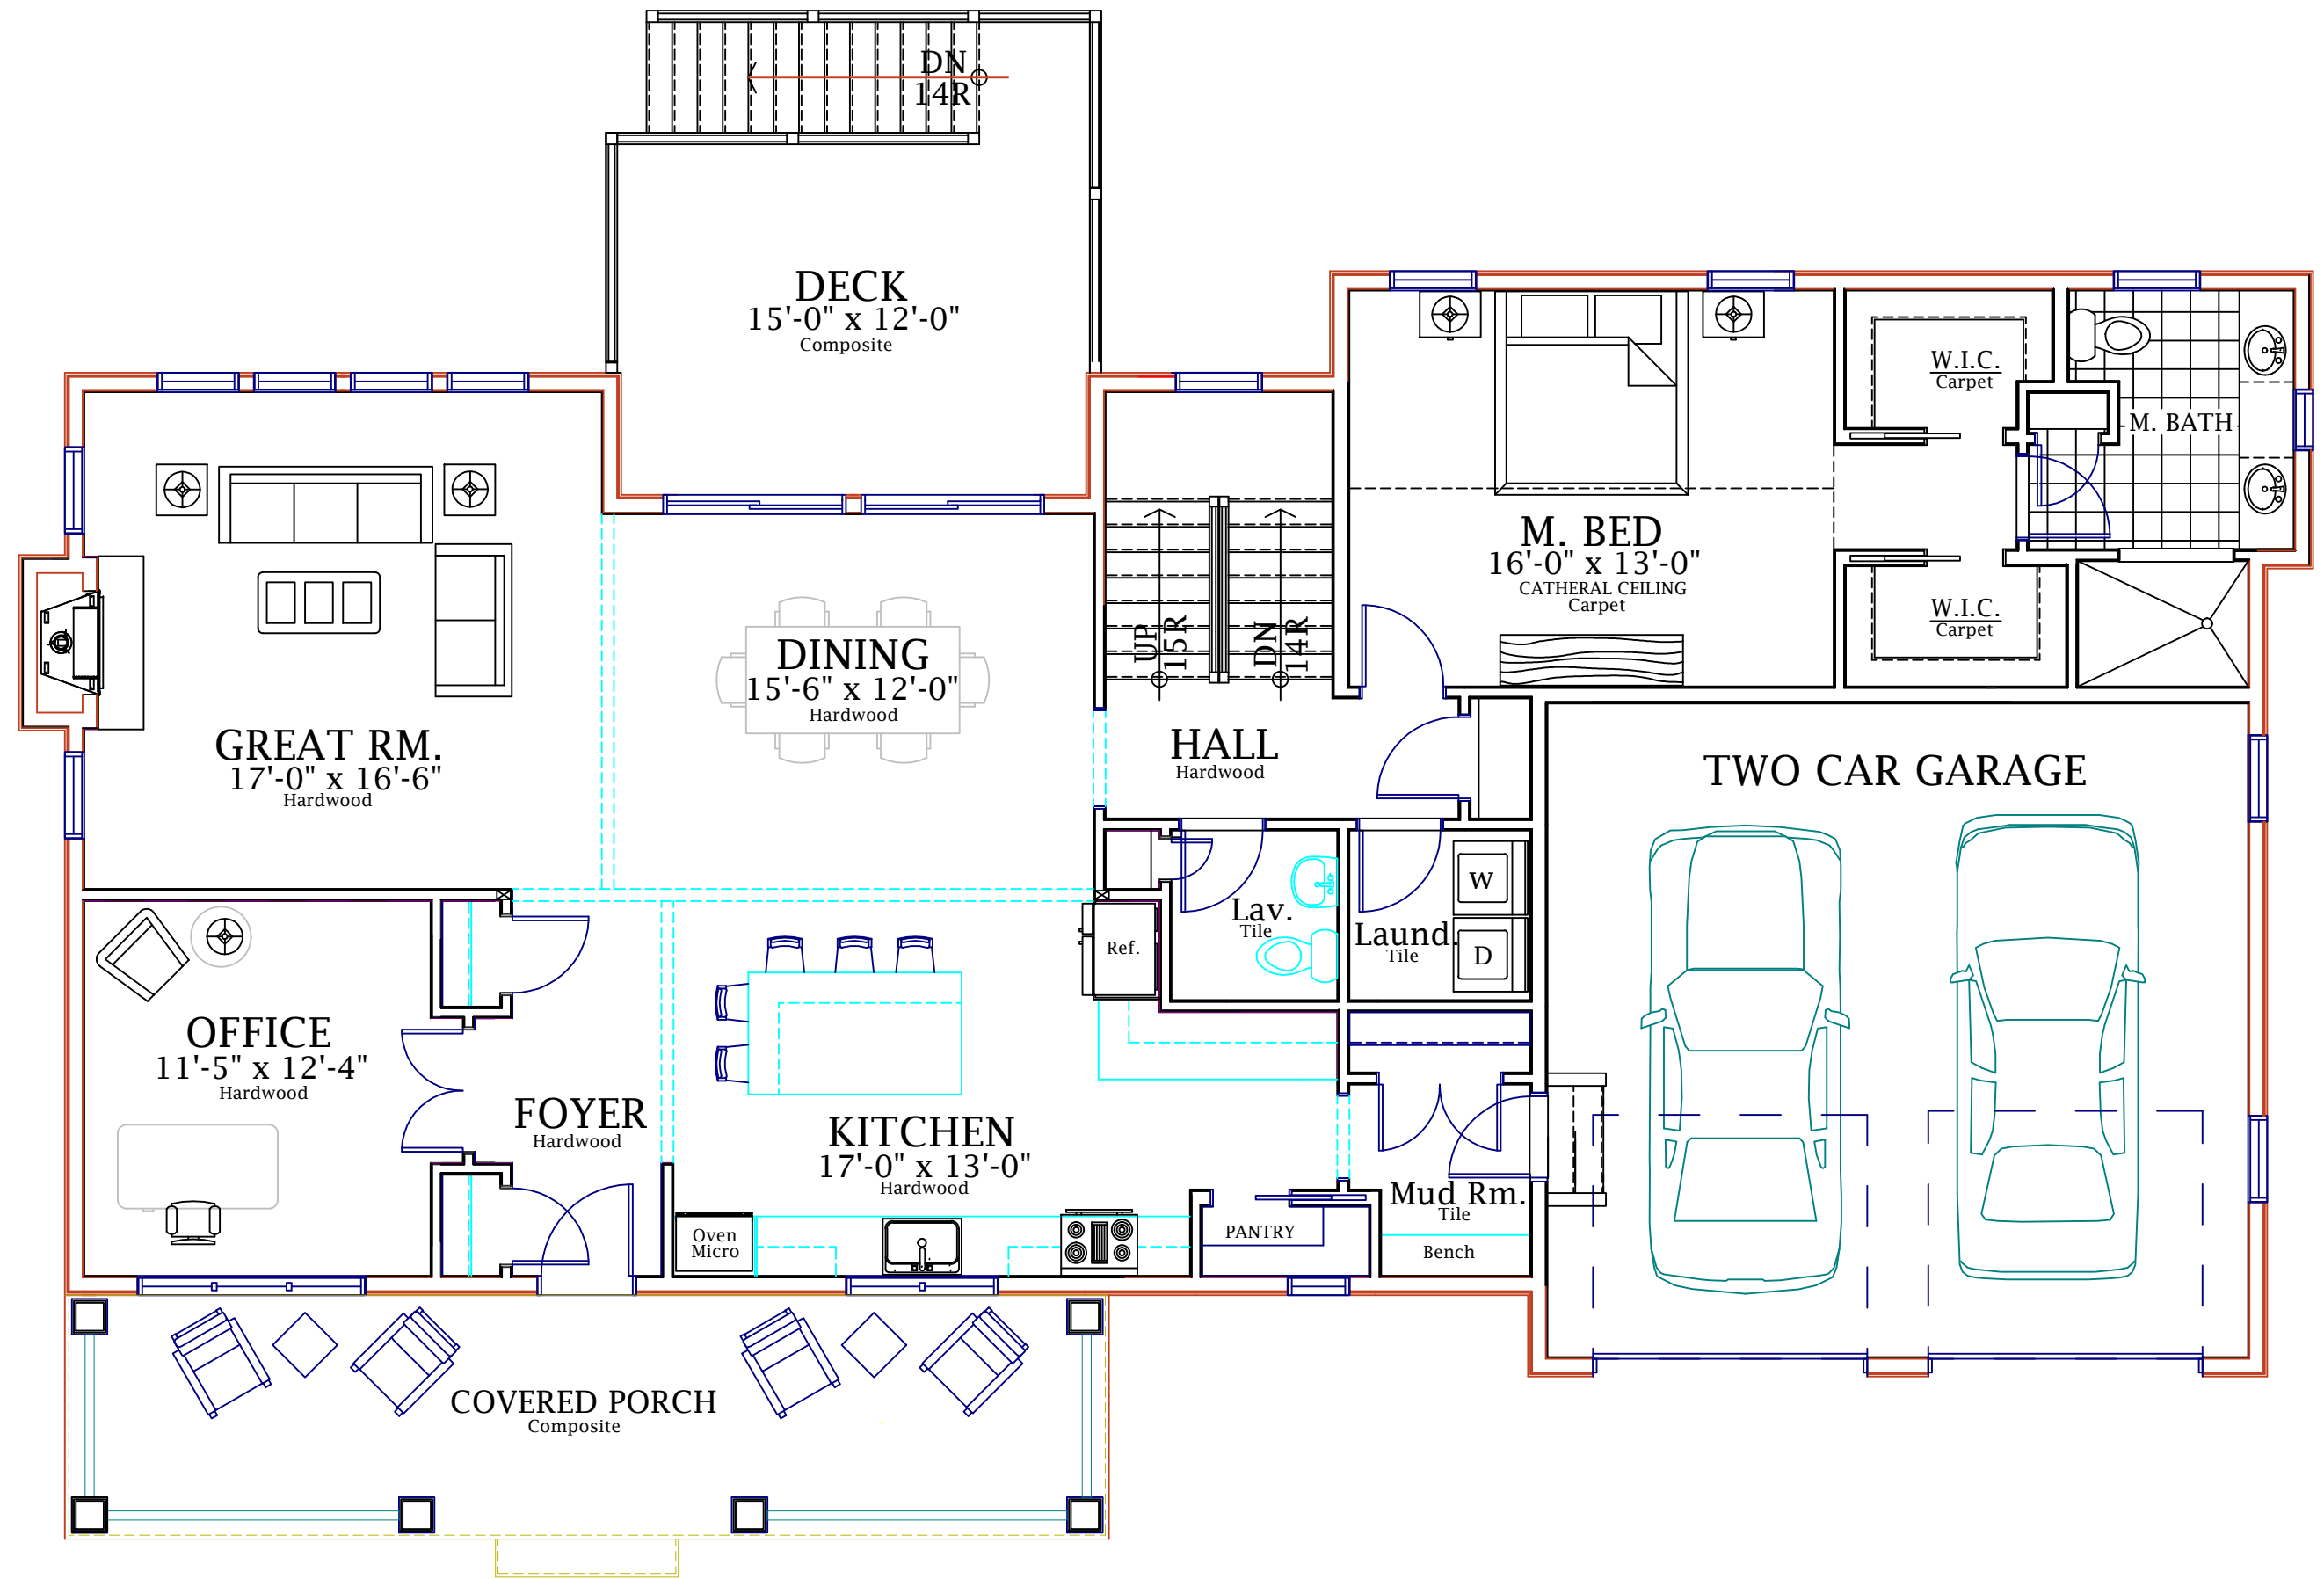 DN
14R
DECK
15'-0" x 12'-0"
Composite
W.I.C.
Carpet
M. BATH
M. BED
16'-0" x 13'-0"
CATHERAL CEILING
Carpet
W.I.C.
Carpet
UP
15R
DN
14R
DINING
15'-6" x 12'-0"
Hardwood
GREAT RM.
17'-0" x 16'-6"
Hardwood
HALL
Hardwood
TWO CAR GARAGE
W
D
Lav.
Tile
Laund.
Tile
Ref.
OFFICE
11'-5" x 12'-4"
Hardwood
FOYER
Hardwood
KITCHEN
17'-0" x 13'-0"
Hardwood
Mud Rm.
Tile
Oven
Micro
PANTRY
Bench
COVERED PORCH
Composite